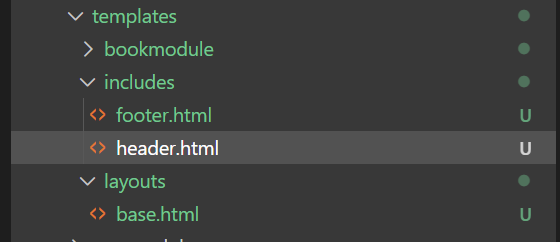 templates
bookmodule
includes
footer.html U
header.html U
layouts
base.html U